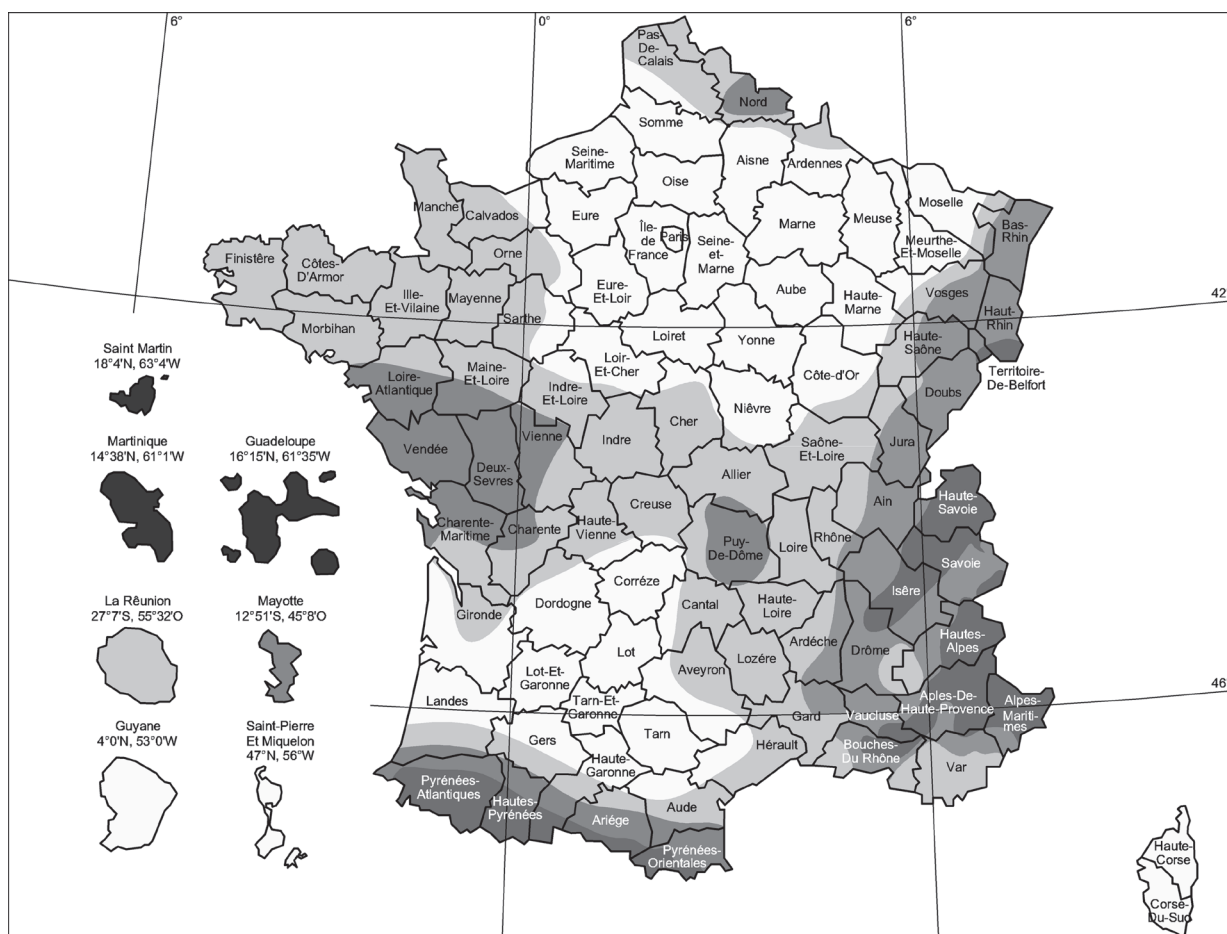 6°
0°
6°
Pas-
De-
Calais
Nord
Somme
Seine-
Maritime
Oise
Aisne
Ardennes
Manche
Calvados
Eure
Île-
de
France
Paris
Seine-
et-
Marne
Marne
Meuse
Moselle
Meurthe-
Et-Moselle
Bas-
Rhin
Finistêre
Côtes-
D'Armor
Orne
Ille-
Et-Vilaine
Mayenne
Sarthe
Eure-
Et-Loir
Aube
Haute-
Marne
Vosges
Haut-
Rhin
42
Morbihan
Loiret
Yonne
Haute-
Saône
Territoire-
De-Belfort
Loire-
Atlantique
Maine-
Et-Loire
Indre-
Et-Loire
Loir-
Et-Cher
Cher
Nièvre
Côte-d'Or
Doubs
Vendée
Deux-
Sevres
Vienne
Indre
Allier
Saône-
Et-Loire
Jura
Charente-
Maritime
Charente
Haute-
Vienne
Creuse
Puy-
De-Dôme
Loire
Rhône
Ain
Haute-
Savoie
Savoie
Isêre
Gironde
Dordogne
Corréze
Cantal
Haute-
Loire
Ardéche
Drôrne
Hautes-
Alpes
Lot-Et-
Garonne
Lot
Aveyron
Lozére
Landes
Tarn-Et-
Garonne
Tarn
Gard
Vaucluse
Aples-De-
Haute-Provence
Alpes-
Mariti-
mes
46
Gers
Haute-
Garonne
Hérault
Bouches-
Du Rhône
Var
Pyrénées-
Atlantiques
Hautes-
Pyrénées
Ariége
Aude
Pyrénées-
Orientales
Haute-
Corse
Corse-
Du-Sud
Saint Martin
18°4'N, 63°4'W
Martinique
14°38'N, 61°1'W
Guadeloupe
16°15'N, 61°35'W
La Rêunion
27°7'S, 55°32'O
Mayotte
12°51'S, 45°8'O
Guyane
4°0'N, 53°0'W
Saint-Pierre
Et Miquelon
47°N, 56°W